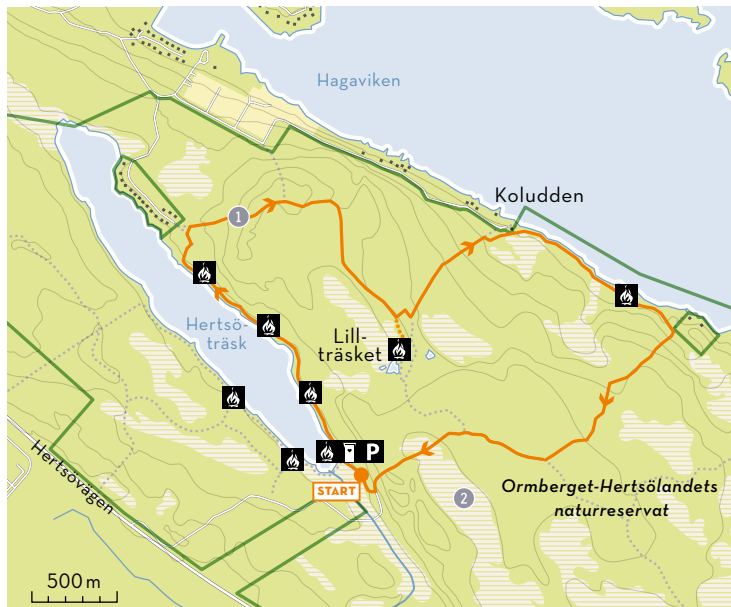 Hagaviken
Koludden
1
Hertsö-
träsk
Lill-
träsket
P
START
Hertsövägen
2
Ormberget-Hertsölandets
naturreservat
500 m